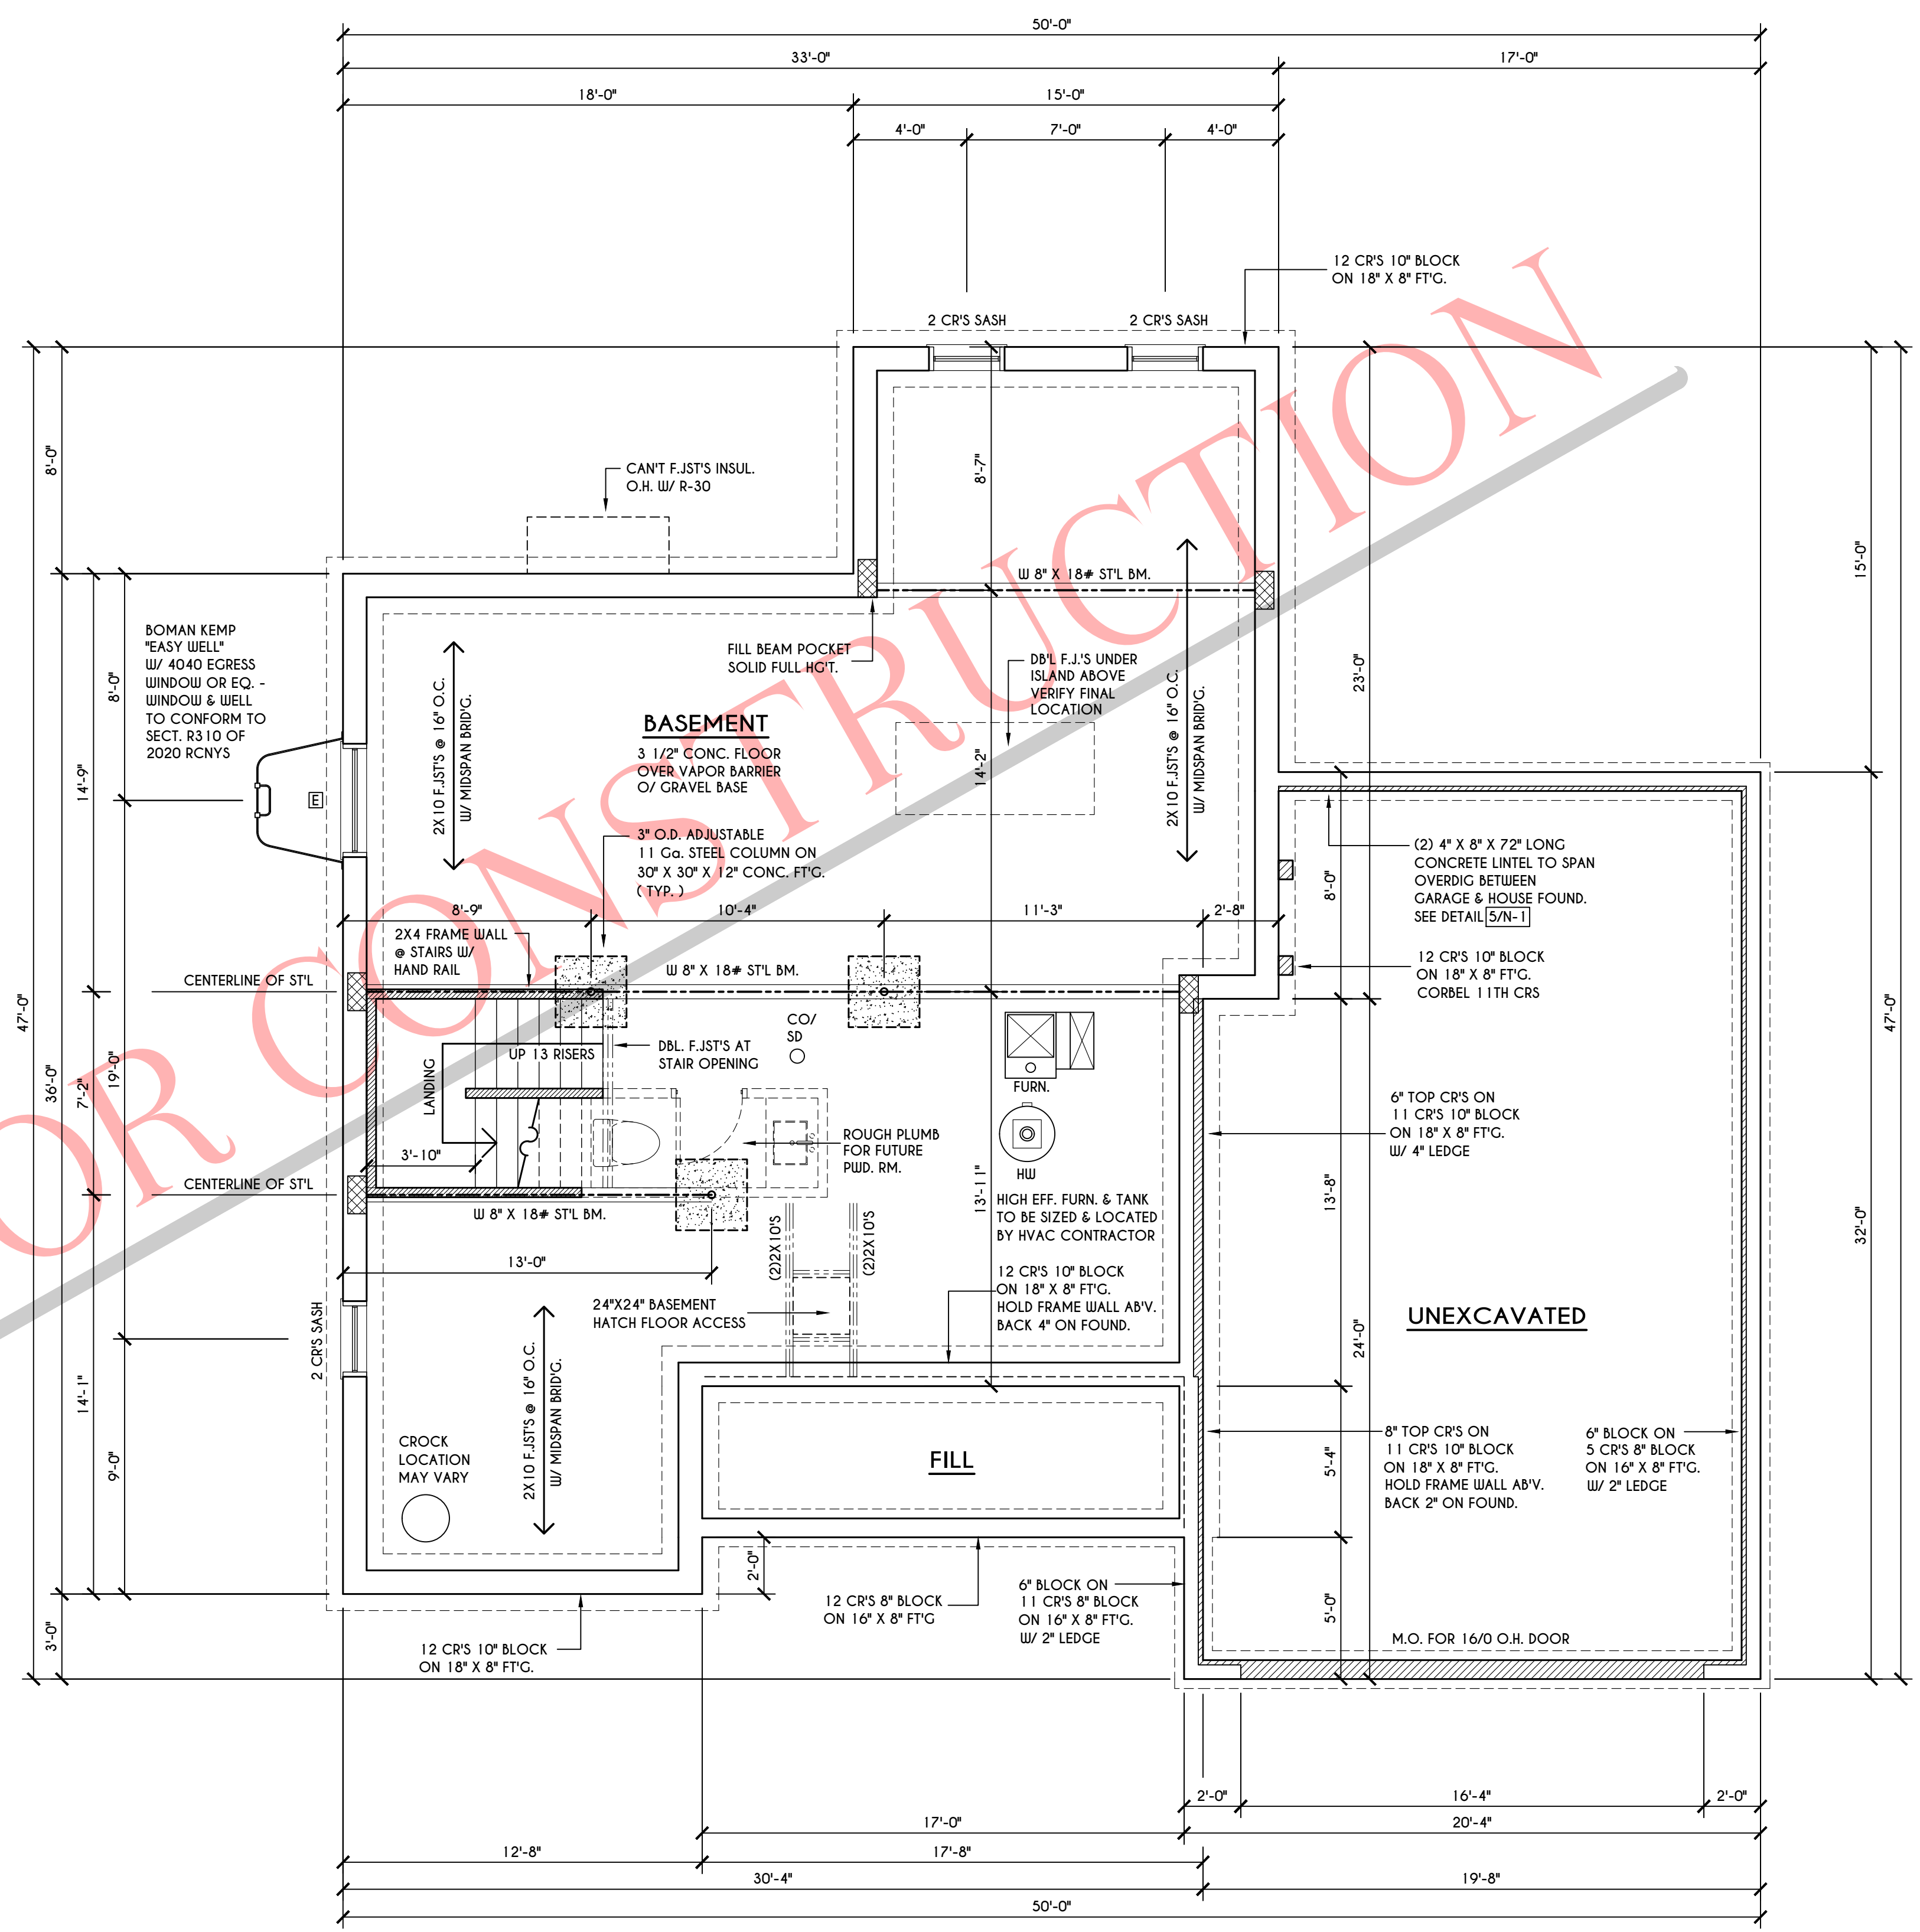 50'-0"
33'-0"
17'-0"
18'-0"
15'-0"
4'-0"
7'-0"
4'-0"
12 CR'S 10" BLOCK
ON 18" X 8" FT'G.
2 CR'S SASH
2 CR'S SASH
8'-0"
8'-7"
CAN'T F.JST'S INSUL.
O.H. W/ R-30
15'-0"
W 8" X 18# ST'L BM.
BOMAN KEMP
"EASY WELL"
W/ 4040 EGRESS
WINDOW OR EQ. -
WINDOW & WELL
TO CONFORM TO
SECT. R310 OF
2020 RCNYS
E
8'-0"
14'-9"
FILL BEAM POCKET
SOLID FULL HG'T.
DB'L F.J.'S UNDER
ISLAND ABOVE
VERIFY FINAL
LOCATION
23'-0"
BASEMENT
3 1/2" CONC. FLOOR
OVER VAPOR BARRIER
O/ GRAVEL BASE
2X10 F.JST'S @ 16" O.C.
W/ MIDSPAN BRID'G.
2X10 F.JST'S @ 16" O.C.
W/ MIDSPAN BRID'G.
14'-2"
3" O.D. ADJUSTABLE
11 Ga. STEEL COLUMN ON
30" X 30" X 12" CONC. FT'G.
( TYP. )
(2) 4" X 8" X 72" LONG
CONCRETE LINTEL TO SPAN
OVERDIG BETWEEN
GARAGE & HOUSE FOUND.
SEE DETAIL 5/N-1
8'-0"
8'-9"
10'-4"
11'-3"
2'-8"
2X4 FRAME WALL
@ STAIRS W/
HAND RAIL
12 CR'S 10" BLOCK
ON 18" X 8" FT'G.
CORBEL 11TH CRS
CENTERLINE OF ST'L
W 8" X 18# ST'L BM.
47'-0"
47'-0"
36'-0"
7'-2"
19'-0"
CO/
SD
UP 13 RISERS
LANDING
DBL. F.JST'S AT
STAIR OPENING
FURN.
6" TOP CR'S ON
11 CR'S 10" BLOCK
ON 18" X 8" FT'G.
W/ 4" LEDGE
3'-10"
ROUGH PLUMB
FOR FUTURE
PWD. RM.
HW
CENTERLINE OF ST'L
W 8" X 18# ST'L BM.
13'-11"
13'-8"
32'-0"
HIGH EFF. FURN. & TANK
TO BE SIZED & LOCATED
BY HVAC CONTRACTOR
(2)2X10'S
(2)2X10'S
13'-0"
12 CR'S 10" BLOCK
ON 18" X 8" FT'G.
HOLD FRAME WALL AB'V.
BACK 4" ON FOUND.
24"X24" BASEMENT
HATCH FLOOR ACCESS
2 CR'S SASH
UNEXCAVATED
24'-0"
14'-1"
9'-0"
2X10 F.JST'S @ 16" O.C.
W/ MIDSPAN BRID'G.
CROCK
LOCATION
MAY VARY
FILL
5'-4"
8" TOP CR'S ON
11 CR'S 10" BLOCK
ON 18" X 8" FT'G.
HOLD FRAME WALL AB'V.
BACK 2" ON FOUND.
6" BLOCK ON
5 CR'S 8" BLOCK
ON 16" X 8" FT'G.
W/ 2" LEDGE
2'-0"
12 CR'S 8" BLOCK
ON 16" X 8" FT'G
6" BLOCK ON
11 CR'S 8" BLOCK
ON 16" X 8" FT'G.
W/ 2" LEDGE
5'-0"
3'-0"
12 CR'S 10" BLOCK
ON 18" X 8" FT'G.
M.O. FOR 16/0 O.H. DOOR
2'-0"
16'-4"
2'-0"
17'-0"
20'-4"
12'-8"
17'-8"
30'-4"
19'-8"
50'-0"
OR CONSTRUCTION